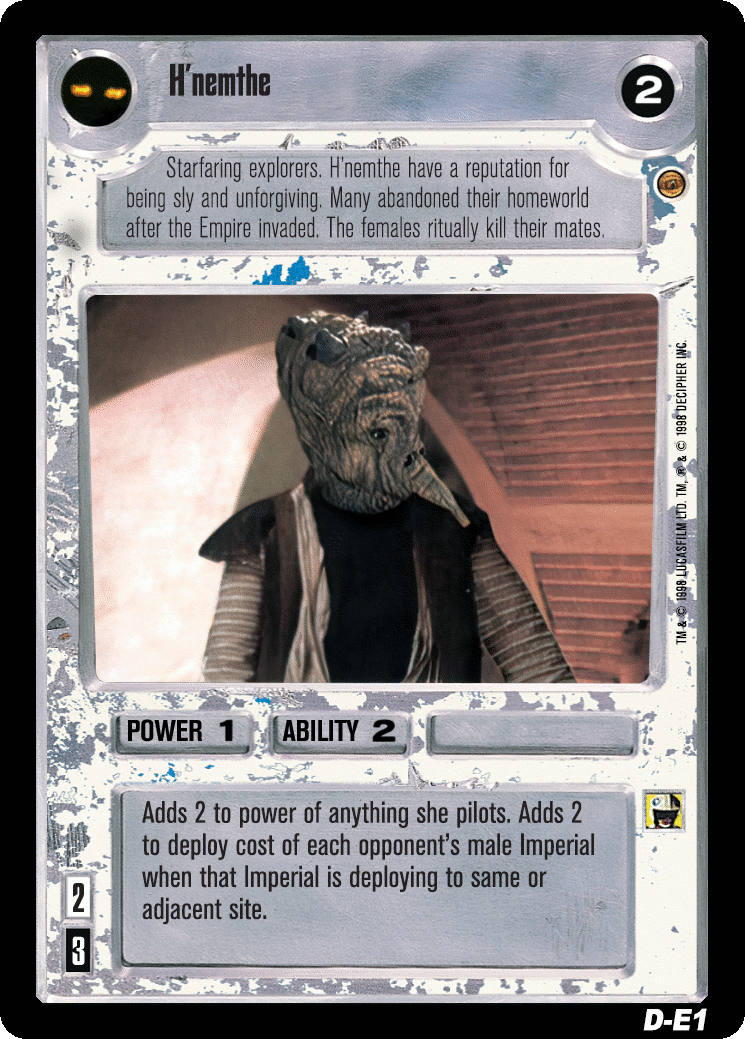 H'nemthe
2
Starfaring explorers. H'nemthe have a reputation for
being sly and unforgiving. Many abandoned their homeworld
after the Empire invaded. The females ritually kill their mates.
TM & © 1998 LUCASFILM LTD. TM, ® & © 1998 DECIPHER INC.
POWER 1
ABILITY 2
Adds 2 to power of anything she pilots. Adds 2
to deploy cost of each opponent's male Imperial
when that Imperial is deploying to same or
adjacent site.
2
3
D-E1